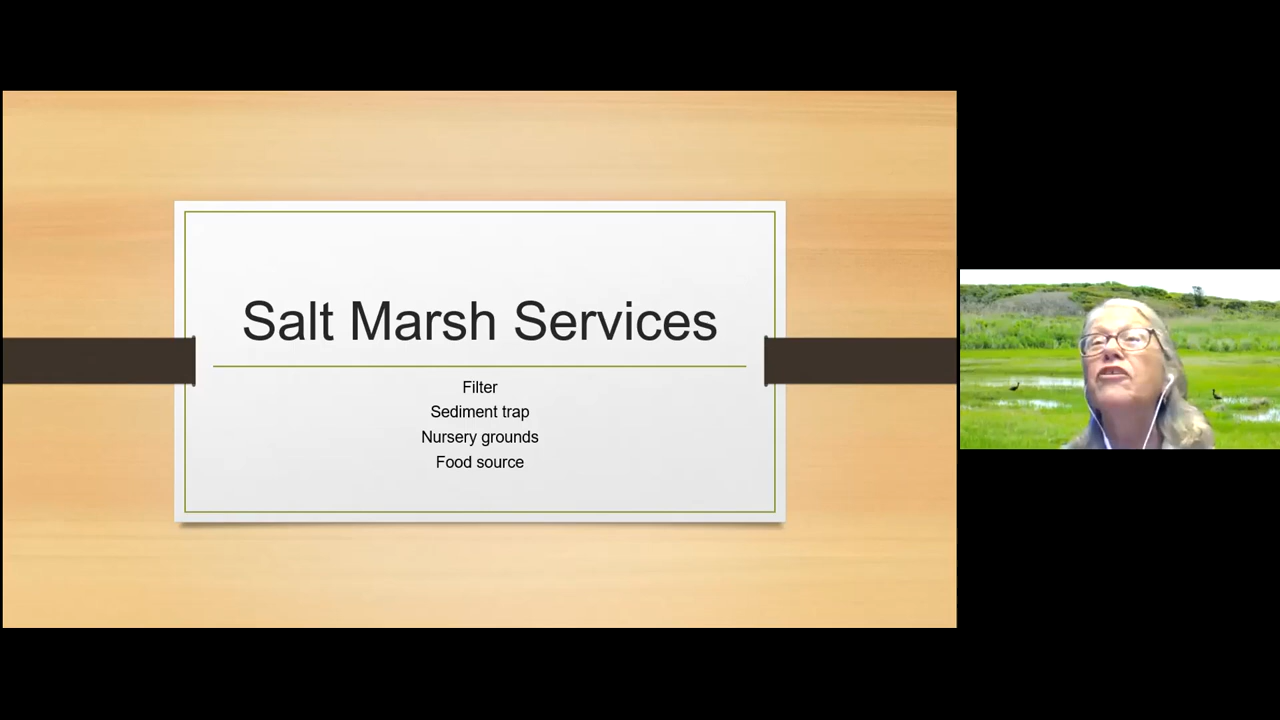 Salt Marsh Services
Filter
Sediment trap
Nursery grounds
Food source